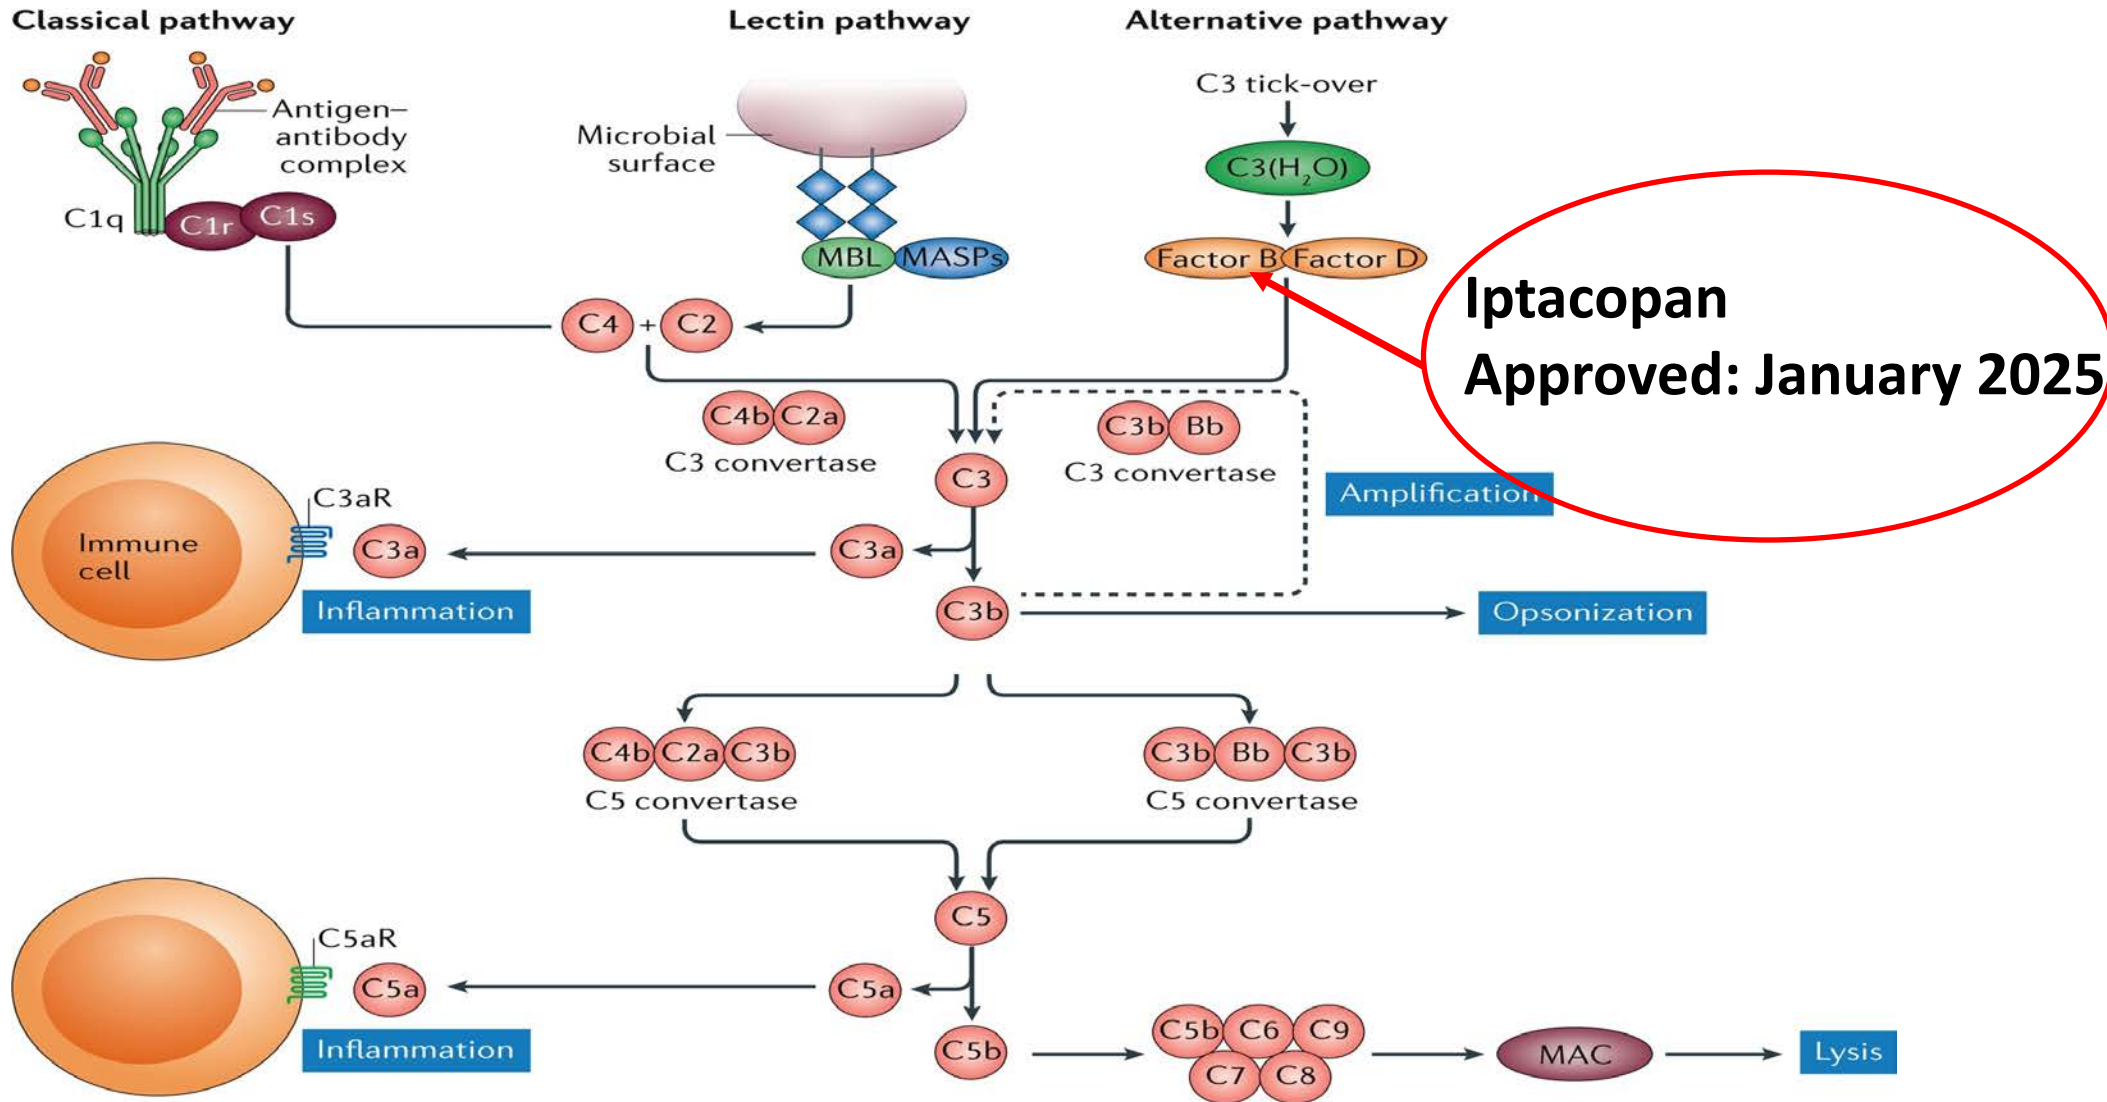 Classical pathway
Lectin pathway
Alternative pathway
Antigen–
antibody
complex
C1q
C1r
C1s
Microbial
surface
MBL
MASPs
C3 tick-over
C3(H₂O)
Factor B
Factor D
Iptacopan
Approved: January 2025
C4
+
C2
C4b
C2a
C3 convertase
C3b
Bb
C3 convertase
C3
Amplification
Immune
cell
C3aR
C3a
C3a
Inflammation
C3b
Opsonization
C4b
C2a
C3b
C5 convertase
C3b
Bb
C3b
C5 convertase
C5
C5aR
C5a
C5a
Inflammation
C5b
C5b
C6
C9
C7
C8
MAC
Lysis